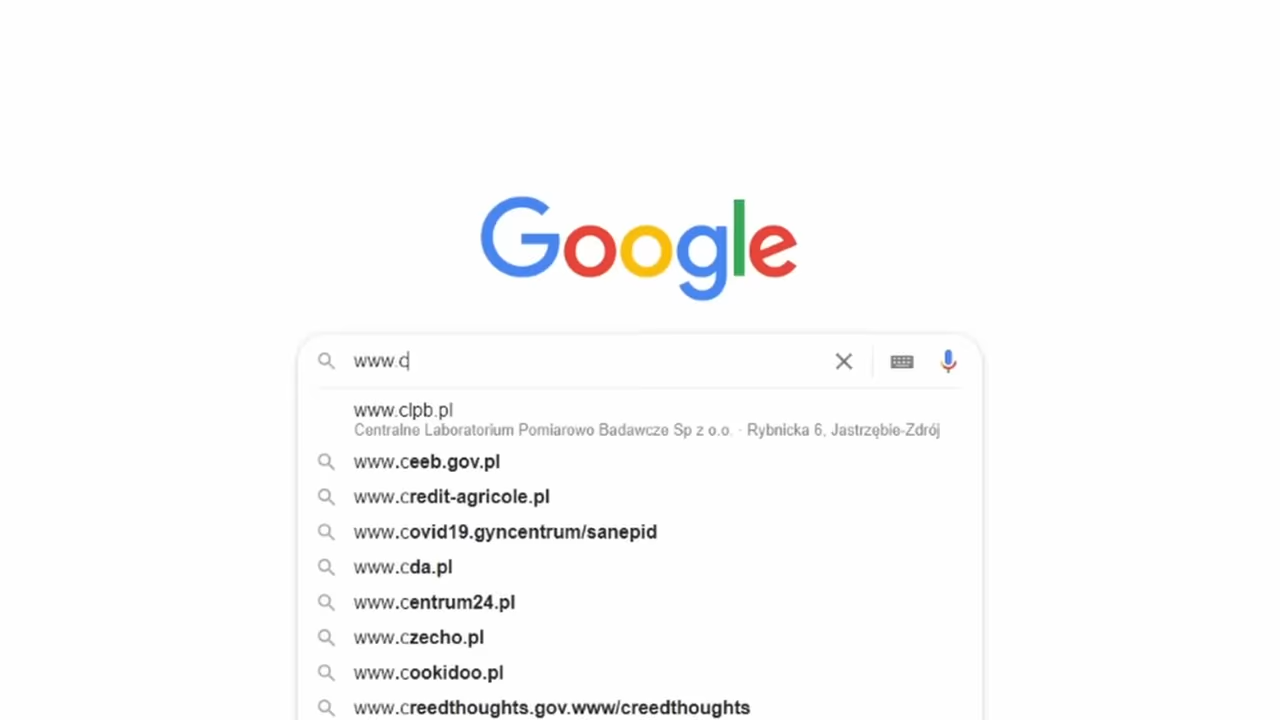 Google
www.c
www.clpb.pl
Centralne Laboratorium Pomiarowo Badawcze Sp z o.o. · Rybnicka 6, Jastrzębie-Zdrój
www.ceeb.gov.pl
www.credit-agricole.pl
www.covid19.gyncentrum/sanepid
www.cda.pl
www.centrum24.pl
www.czecho.pl
www.cookidoo.pl
www.creedthoughts.gov.www/creedthoughts